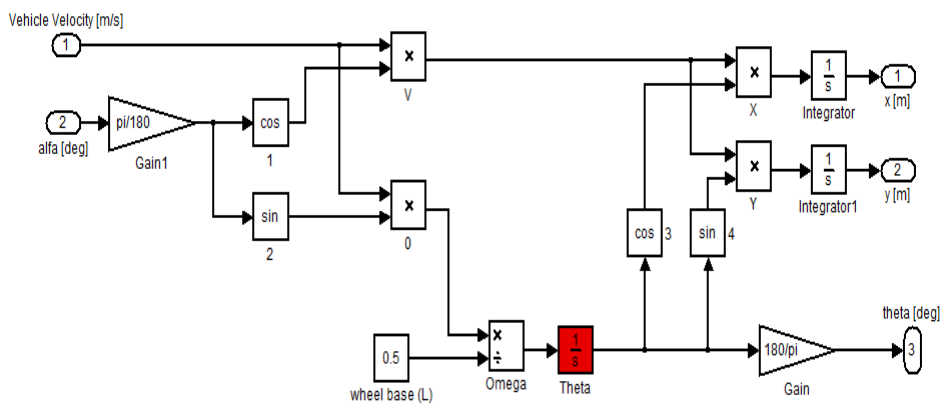 Vehicle Velocity [m/s]
1
×
V
×
X
1
s
Integrator
1
x [m]
2
alfa [deg]
pi/180
Gain1
cos
1
×
Y
1
s
Integrator1
2
y [m]
sin
2
×
0
cos
3
sin
4
0.5
wheel base (L)
×
÷
Omega
1
s
Theta
180/pi
Gain
theta [deg]
3